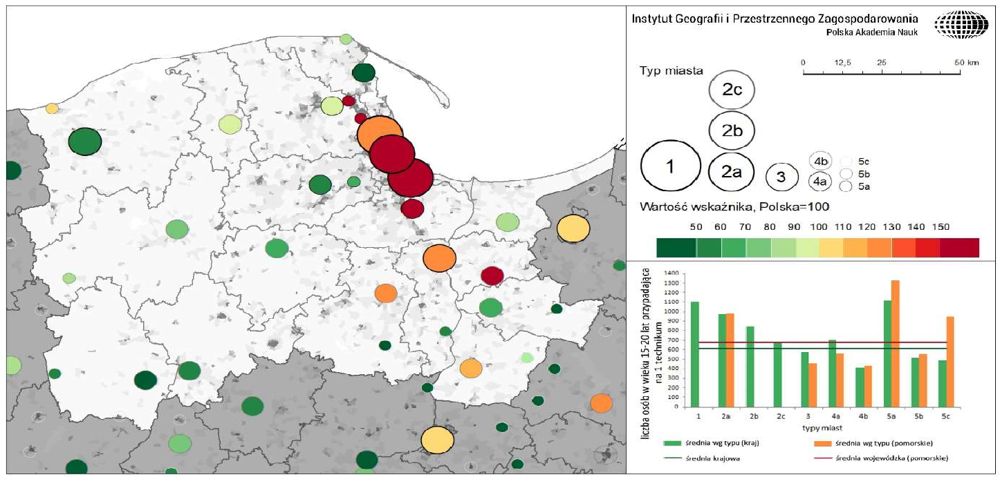 Instytut Geografii i Przestrzennego Zagospodarowania
Polska Akademia Nauk
0 12,5 25 50 km
Typ miasta
2c
2b
1
2a
3
4b
4a
5c
5b
5a
Wartość wskaźnika, Polska=100
50 60 70 80 90 100 110 120 130 140 150
liczba osób w wieku 15-20 lat przypadająca
na 1 technikum
1400
1300
1200
1100
1000
900
800
700
600
500
400
300
200
100
0
1 2a 2b 2c 3 4a 4b 5a 5b 5c
typy miast
średnia wg typu (kraj)
średnia wg typu (pomorskie)
średnia krajowa
średnia wojewódzka (pomorskie)